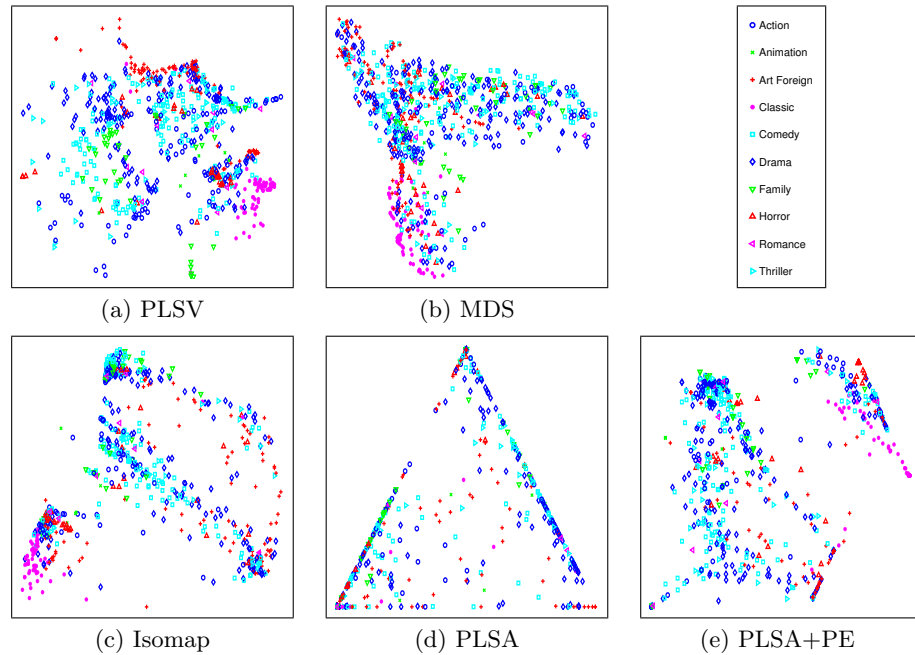 Action
Animation
Art Foreign
Classic
Comedy
Drama
Family
Horror
Romance
Thriller
(a) PLSV
(b) MDS
(c) Isomap
(d) PLSA
(e) PLSA+PE